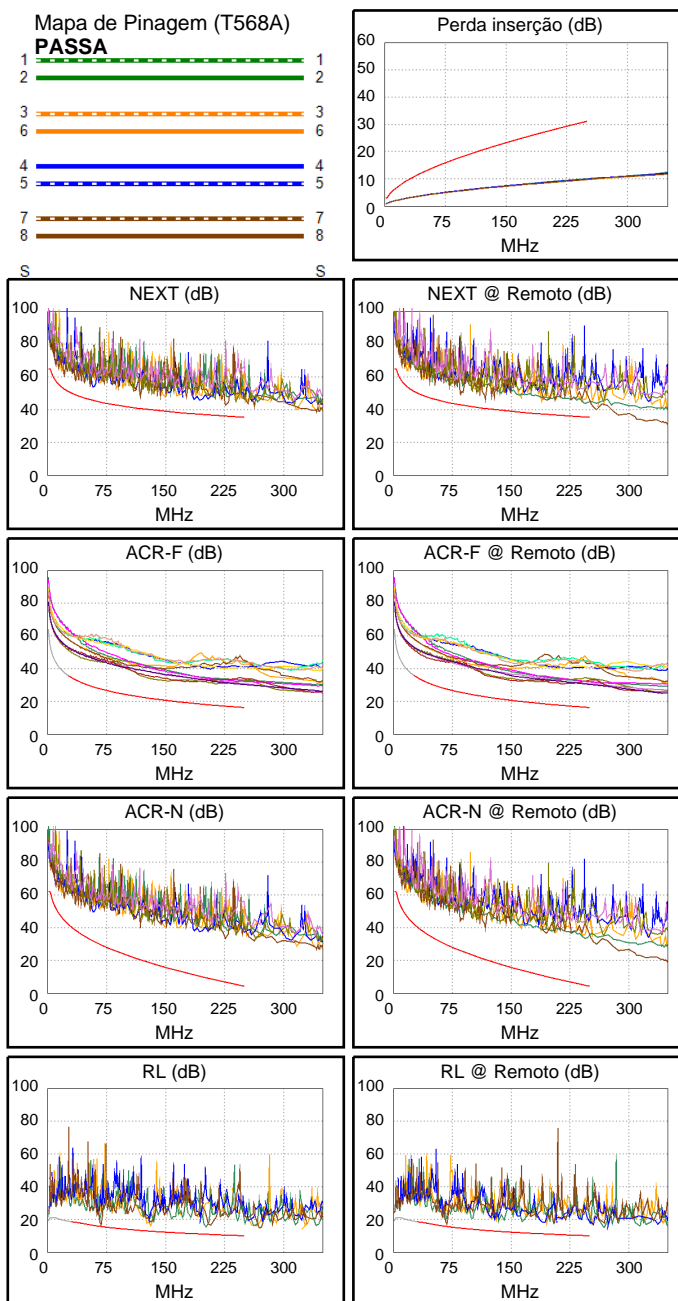 Mapa de Pinagem (T568A)
PASSA
1 1
2 2
3 3
6 6
4 4
5 5
7 7
8 8
S S
Perda inserção (dB)
60
50
40
30
20
10
0
0 75 150 225 300
MHz
NEXT (dB)
100
80
60
40
20
0
0 75 150 225 300
MHz
NEXT @ Remoto (dB)
100
80
60
40
20
0
0 75 150 225 300
MHz
ACR-F (dB)
100
80
60
40
20
0
0 75 150 225 300
MHz
ACR-F @ Remoto (dB)
100
80
60
40
20
0
0 75 150 225 300
MHz
ACR-N (dB)
100
80
60
40
20
0
0 75 150 225 300
MHz
ACR-N @ Remoto (dB)
100
80
60
40
20
0
0 75 150 225 300
MHz
RL (dB)
100
80
60
40
20
0
0 75 150 225 300
MHz
RL @ Remoto (dB)
100
80
60
40
20
0
0 75 150 225 300
MHz